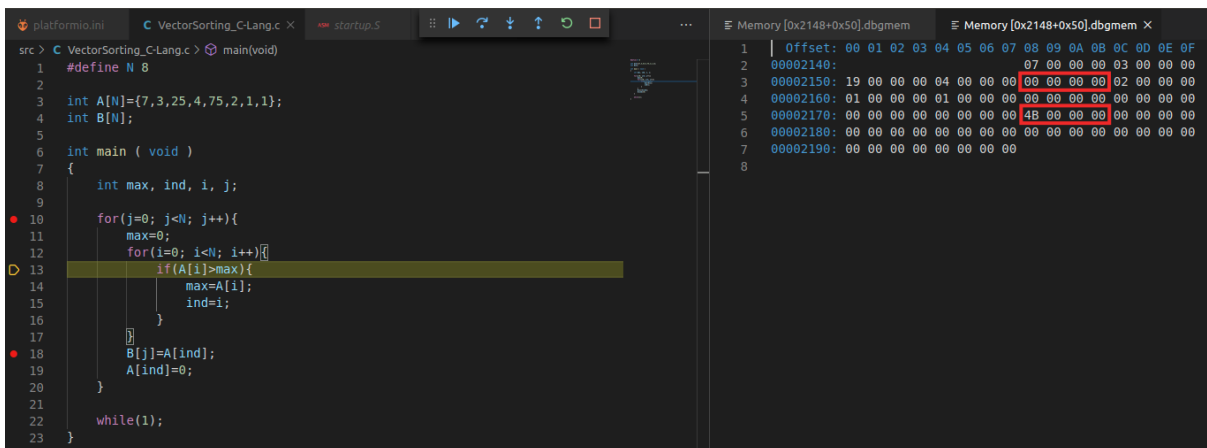 platformio.ini
C VectorSorting_C-Lang.c ×
ASM startup.S
...
Memory [0x2148+0x50].dbgmem
Memory [0x2148+0x50].dbgmem ×
src > C VectorSorting_C-Lang.c > main(void)
1 #define N 8
2
3 int A[N]={7,3,25,4,75,2,1,1};
4 int B[N];
5
6 int main ( void )
7 {
8 int max, ind, i, j;
9
10 for(j=0; j<N; j++){
11 max=0;
12 for(i=0; i<N; i++){
13 if(A[i]>max){
14 max=A[i];
15 ind=i;
16 }
17 }
18 B[j]=A[ind];
19 A[ind]=0;
20 }
21
22 while(1);
23 }
1 Offset: 00 01 02 03 04 05 06 07 08 09 0A 0B 0C 0D 0E 0F
2 00002140: 07 00 00 00 03 00 00 00
3 00002150: 19 00 00 00 04 00 00 00 00 00 00 00 02 00 00 00
4 00002160: 01 00 00 00 01 00 00 00 00 00 00 00 00 00 00 00
5 00002170: 00 00 00 00 00 00 00 00 4B 00 00 00 00 00 00 00
6 00002180: 00 00 00 00 00 00 00 00 00 00 00 00 00 00 00 00
7 00002190: 00 00 00 00 00 00 00 00
8